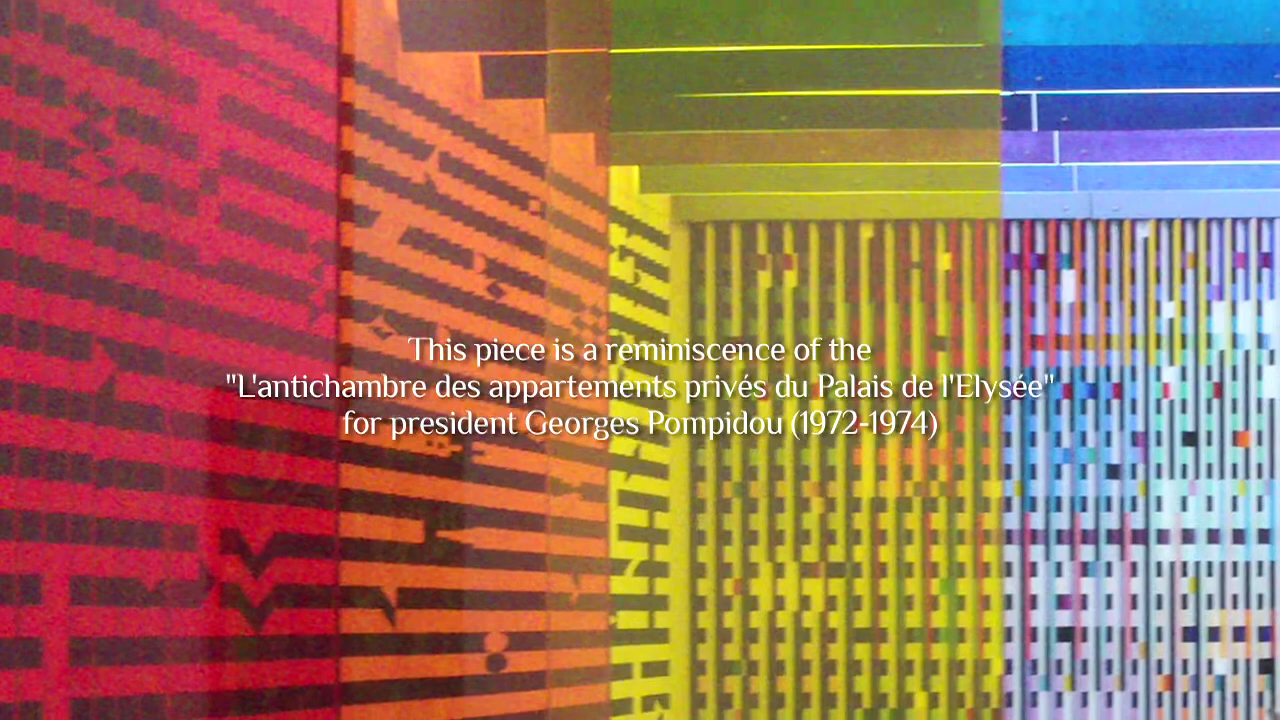 This piece is a reminiscence of the
"L'antichambre des appartements privés du Palais de l'Elysée"
for president Georges Pompidou (1972-1974)